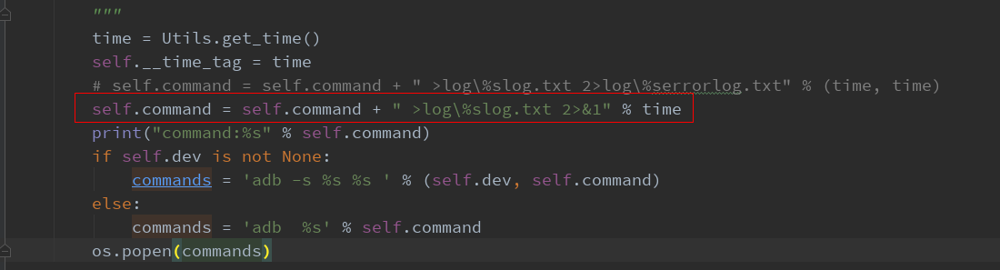 """
time = Utils.get_time()
self.__time_tag = time
# self.command = self.command + " >log\%slog.txt 2>log\%serrorlog.txt" % (time, time)
self.command = self.command + " >log\%slog.txt 2>&1" % time
print("command:%s" % self.command)
if self.dev is not None:
    commands = 'adb -s %s %s ' % (self.dev, self.command)
else:
    commands = 'adb  %s' % self.command
os.popen(commands)